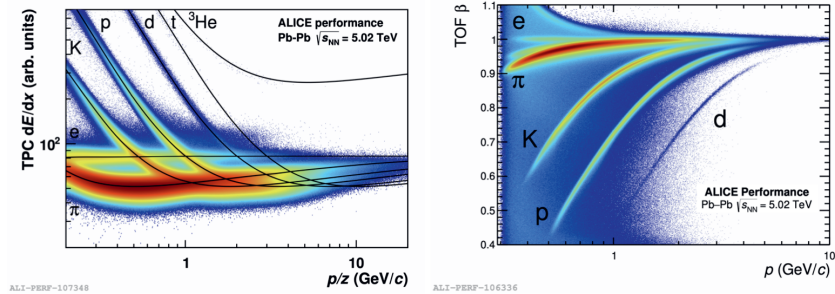 TPC dE/dx (arb. units)
10²
K
p
d
t
³He
e
π
ALICE performance
Pb-Pb √sNN = 5.02 TeV
1
10
p/z (GeV/c)
ALI-PERF-107348
TOF β
1.1
1
0.9
0.8
0.7
0.6
0.5
0.4
e
π
K
p
d
ALICE Performance
Pb–Pb √sNN = 5.02 TeV
1
10
p (GeV/c)
ALI-PERF-106336